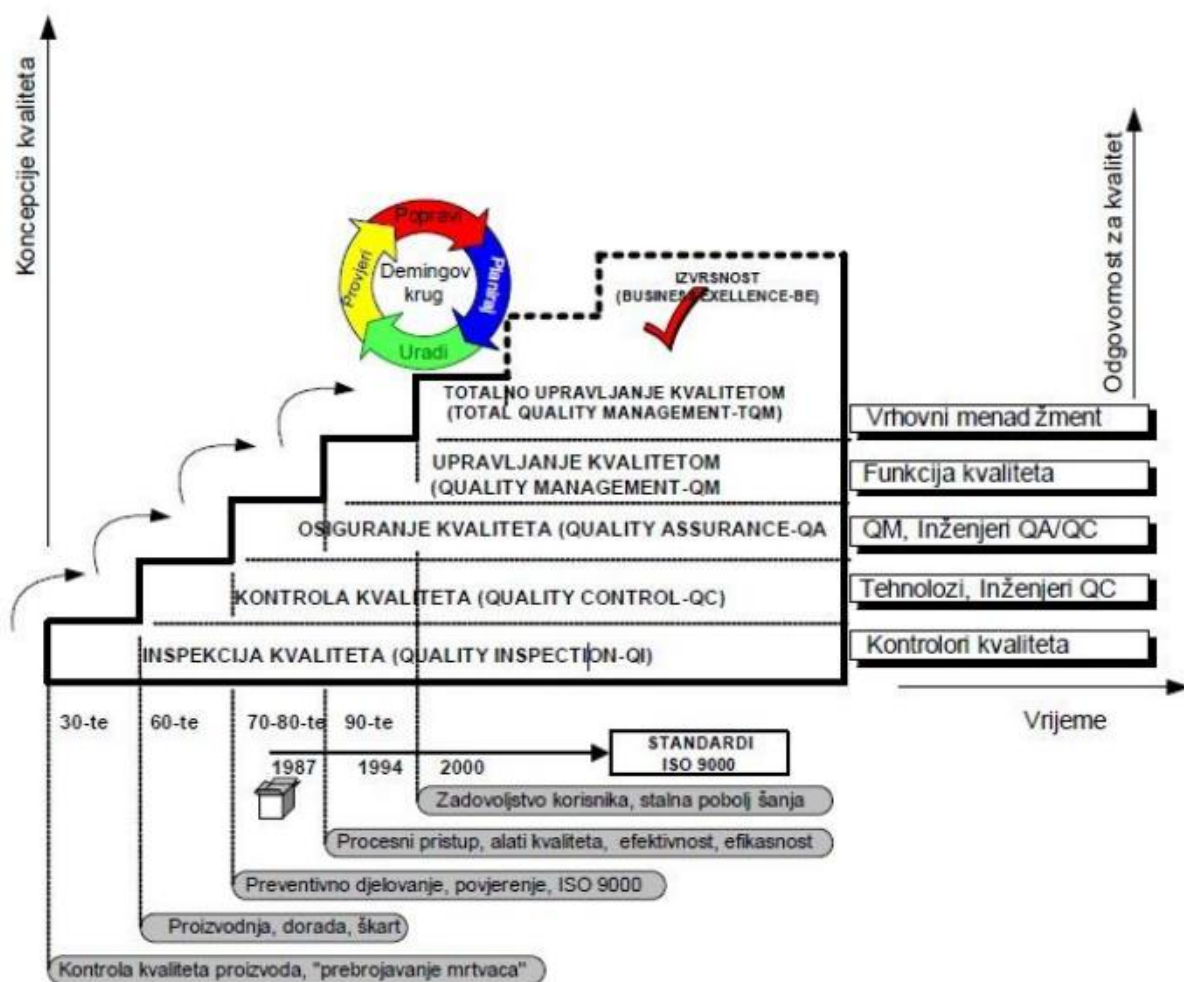 Koncepcije kvaliteta
Odgovornost za kvalitet
Popravi
Planiraj
Uradi
Provjeri
Demingov
krug
IZVRSNOST
(BUSINESS EXELLENCE-BE)
TOTALNO UPRAVLJANJE KVALITETOM
(TOTAL QUALITY MANAGEMENT-TQM)
Vrhovni menad žment
UPRAVLJANJE KVALITETOM
(QUALITY MANAGEMENT-QM
Funkcija kvaliteta
OSIGURANJE KVALITETA (QUALITY ASSURANCE-QA
QM, Inženjeri QA/QC
KONTROLA KVALITETA (QUALITY CONTROL-QC)
Tehnolozi, Inženjeri QC
INSPEKCIJA KVALITETA (QUALITY INSPECTION-QI)
Kontrolori kvaliteta
Vrijeme
30-te 60-te 70-80-te 90-te
1987 1994 2000
STANDARDI
ISO 9000
Zadovoljstvo korisnika, stalna pobolj šanja
Procesni pristup, alati kvaliteta, efektivnost, efikasnost
Preventivno djelovanje, povjerenje, ISO 9000
Proizvodnja, dorada, škart
Kontrola kvaliteta proizvoda, "prebrojavanje mrtvaca"